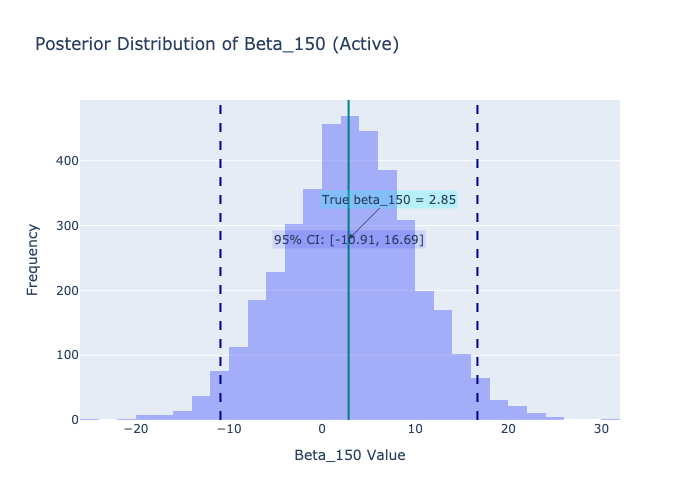 Posterior Distribution of Beta_150 (Active)
400
300
200
100
0
Frequency
True beta_150 = 2.85
95% CI: [-10.91, 16.69]
−20
−10
0
10
20
30
Beta_150 Value